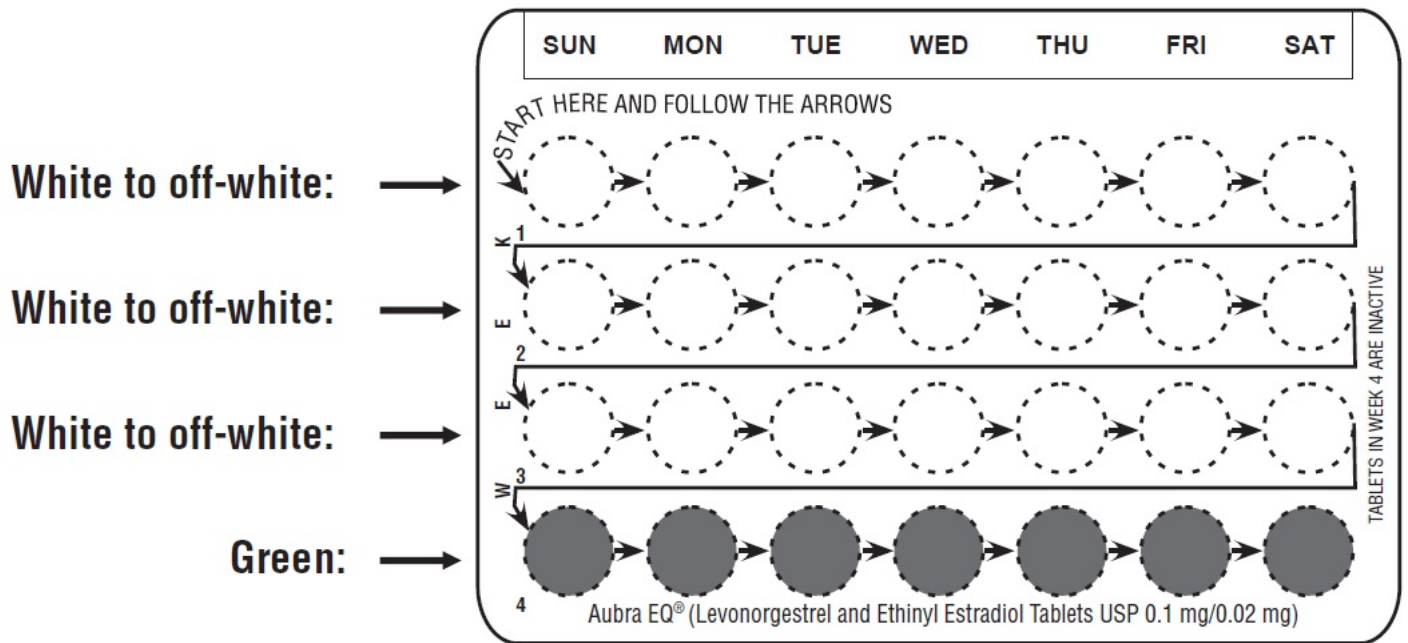 SUN MON TUE WED THU FRI SAT
START HERE AND FOLLOW THE ARROWS
White to off-white:
1
White to off-white:
2
White to off-white:
3
Green:
4
WEEK
TABLETS IN WEEK 4 ARE INACTIVE
Aubra EQ® (Levonorgestrel and Ethinyl Estradiol Tablets USP 0.1 mg/0.02 mg)